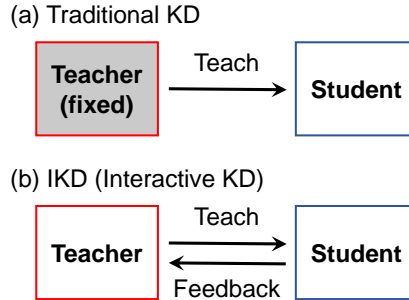 (a) Traditional KD
Teacher
(fixed)
Teach
Student
(b) IKD (Interactive KD)
Teacher
Teach
Feedback
Student